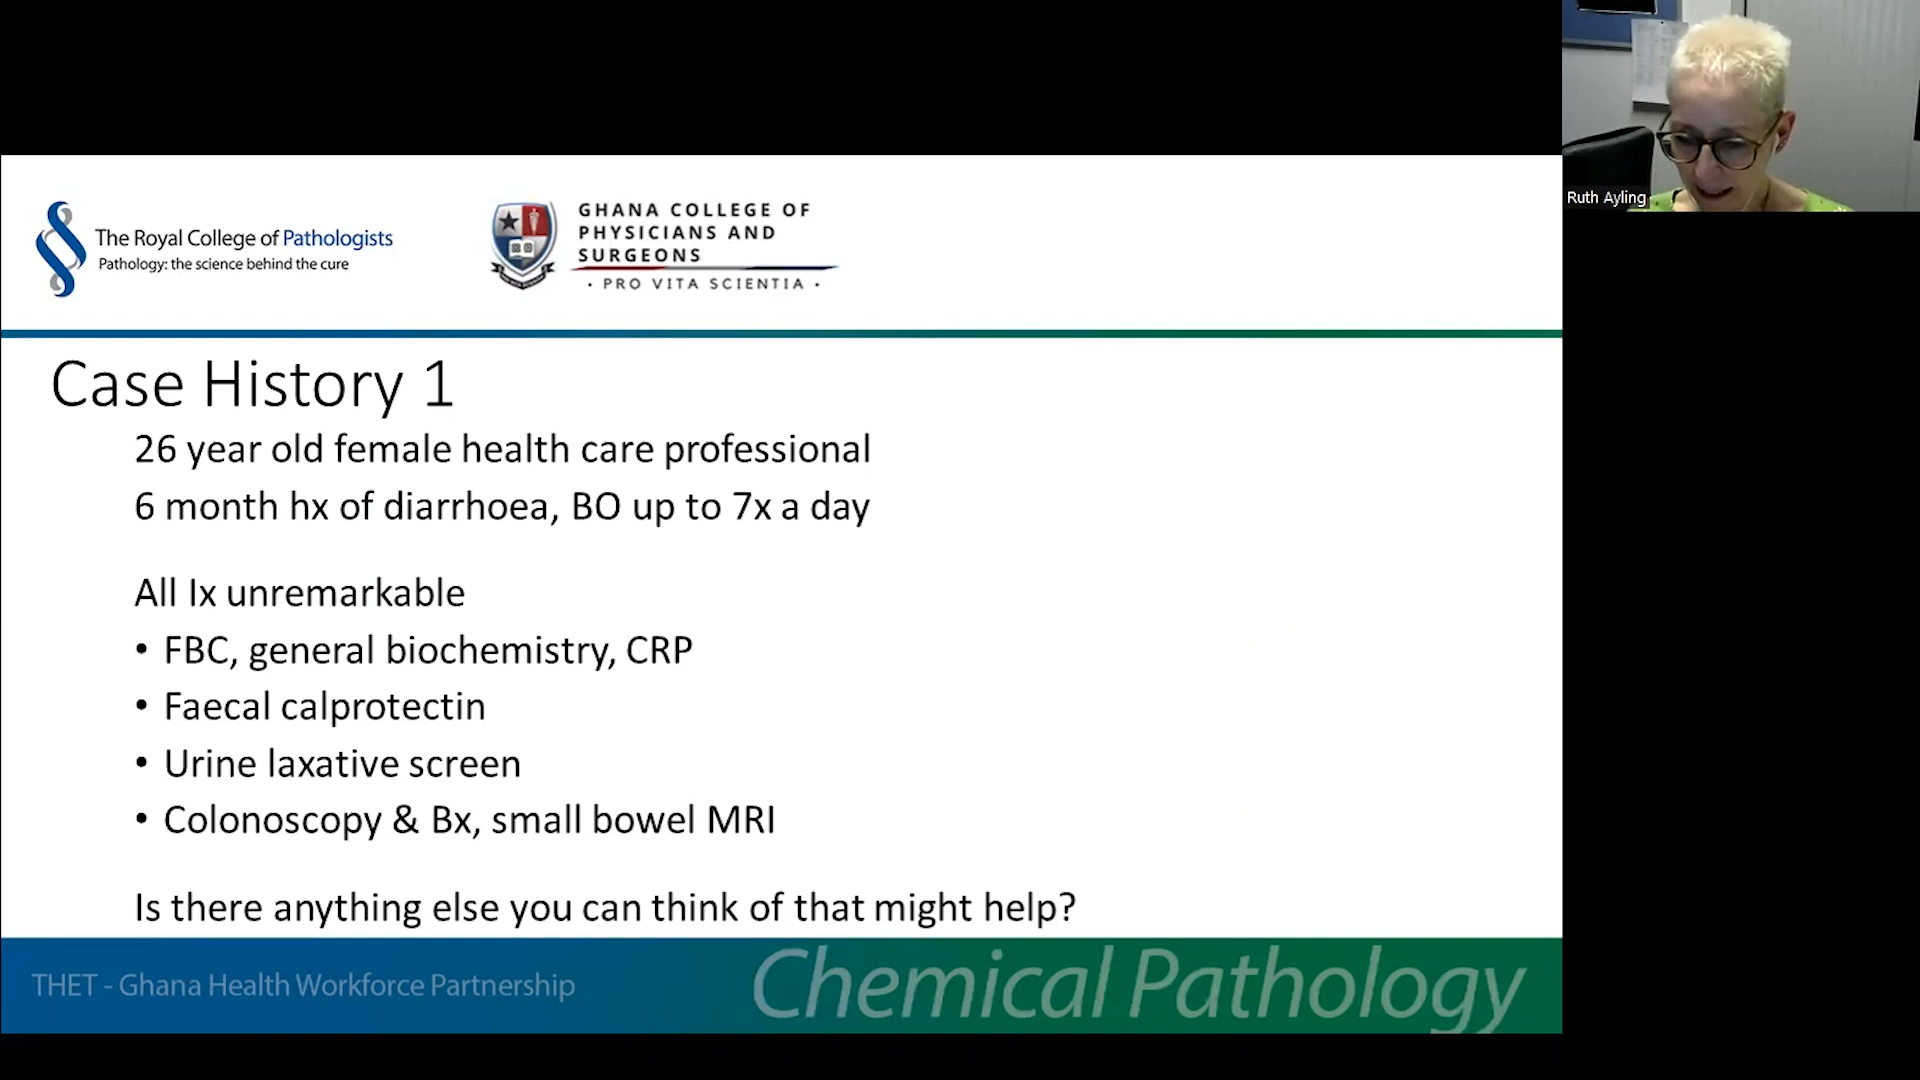 The Royal College of Pathologists
Pathology: the science behind the cure
GHANA COLLEGE OF
PHYSICIANS AND
SURGEONS
· PRO VITA SCIENTIA ·
Ruth Ayling
Case History 1
26 year old female health care professional
6 month hx of diarrhoea, BO up to 7x a day
All Ix unremarkable
• FBC, general biochemistry, CRP
• Faecal calprotectin
• Urine laxative screen
• Colonoscopy & Bx, small bowel MRI
Is there anything else you can think of that might help?
THET - Ghana Health Workforce Partnership
Chemical Pathology